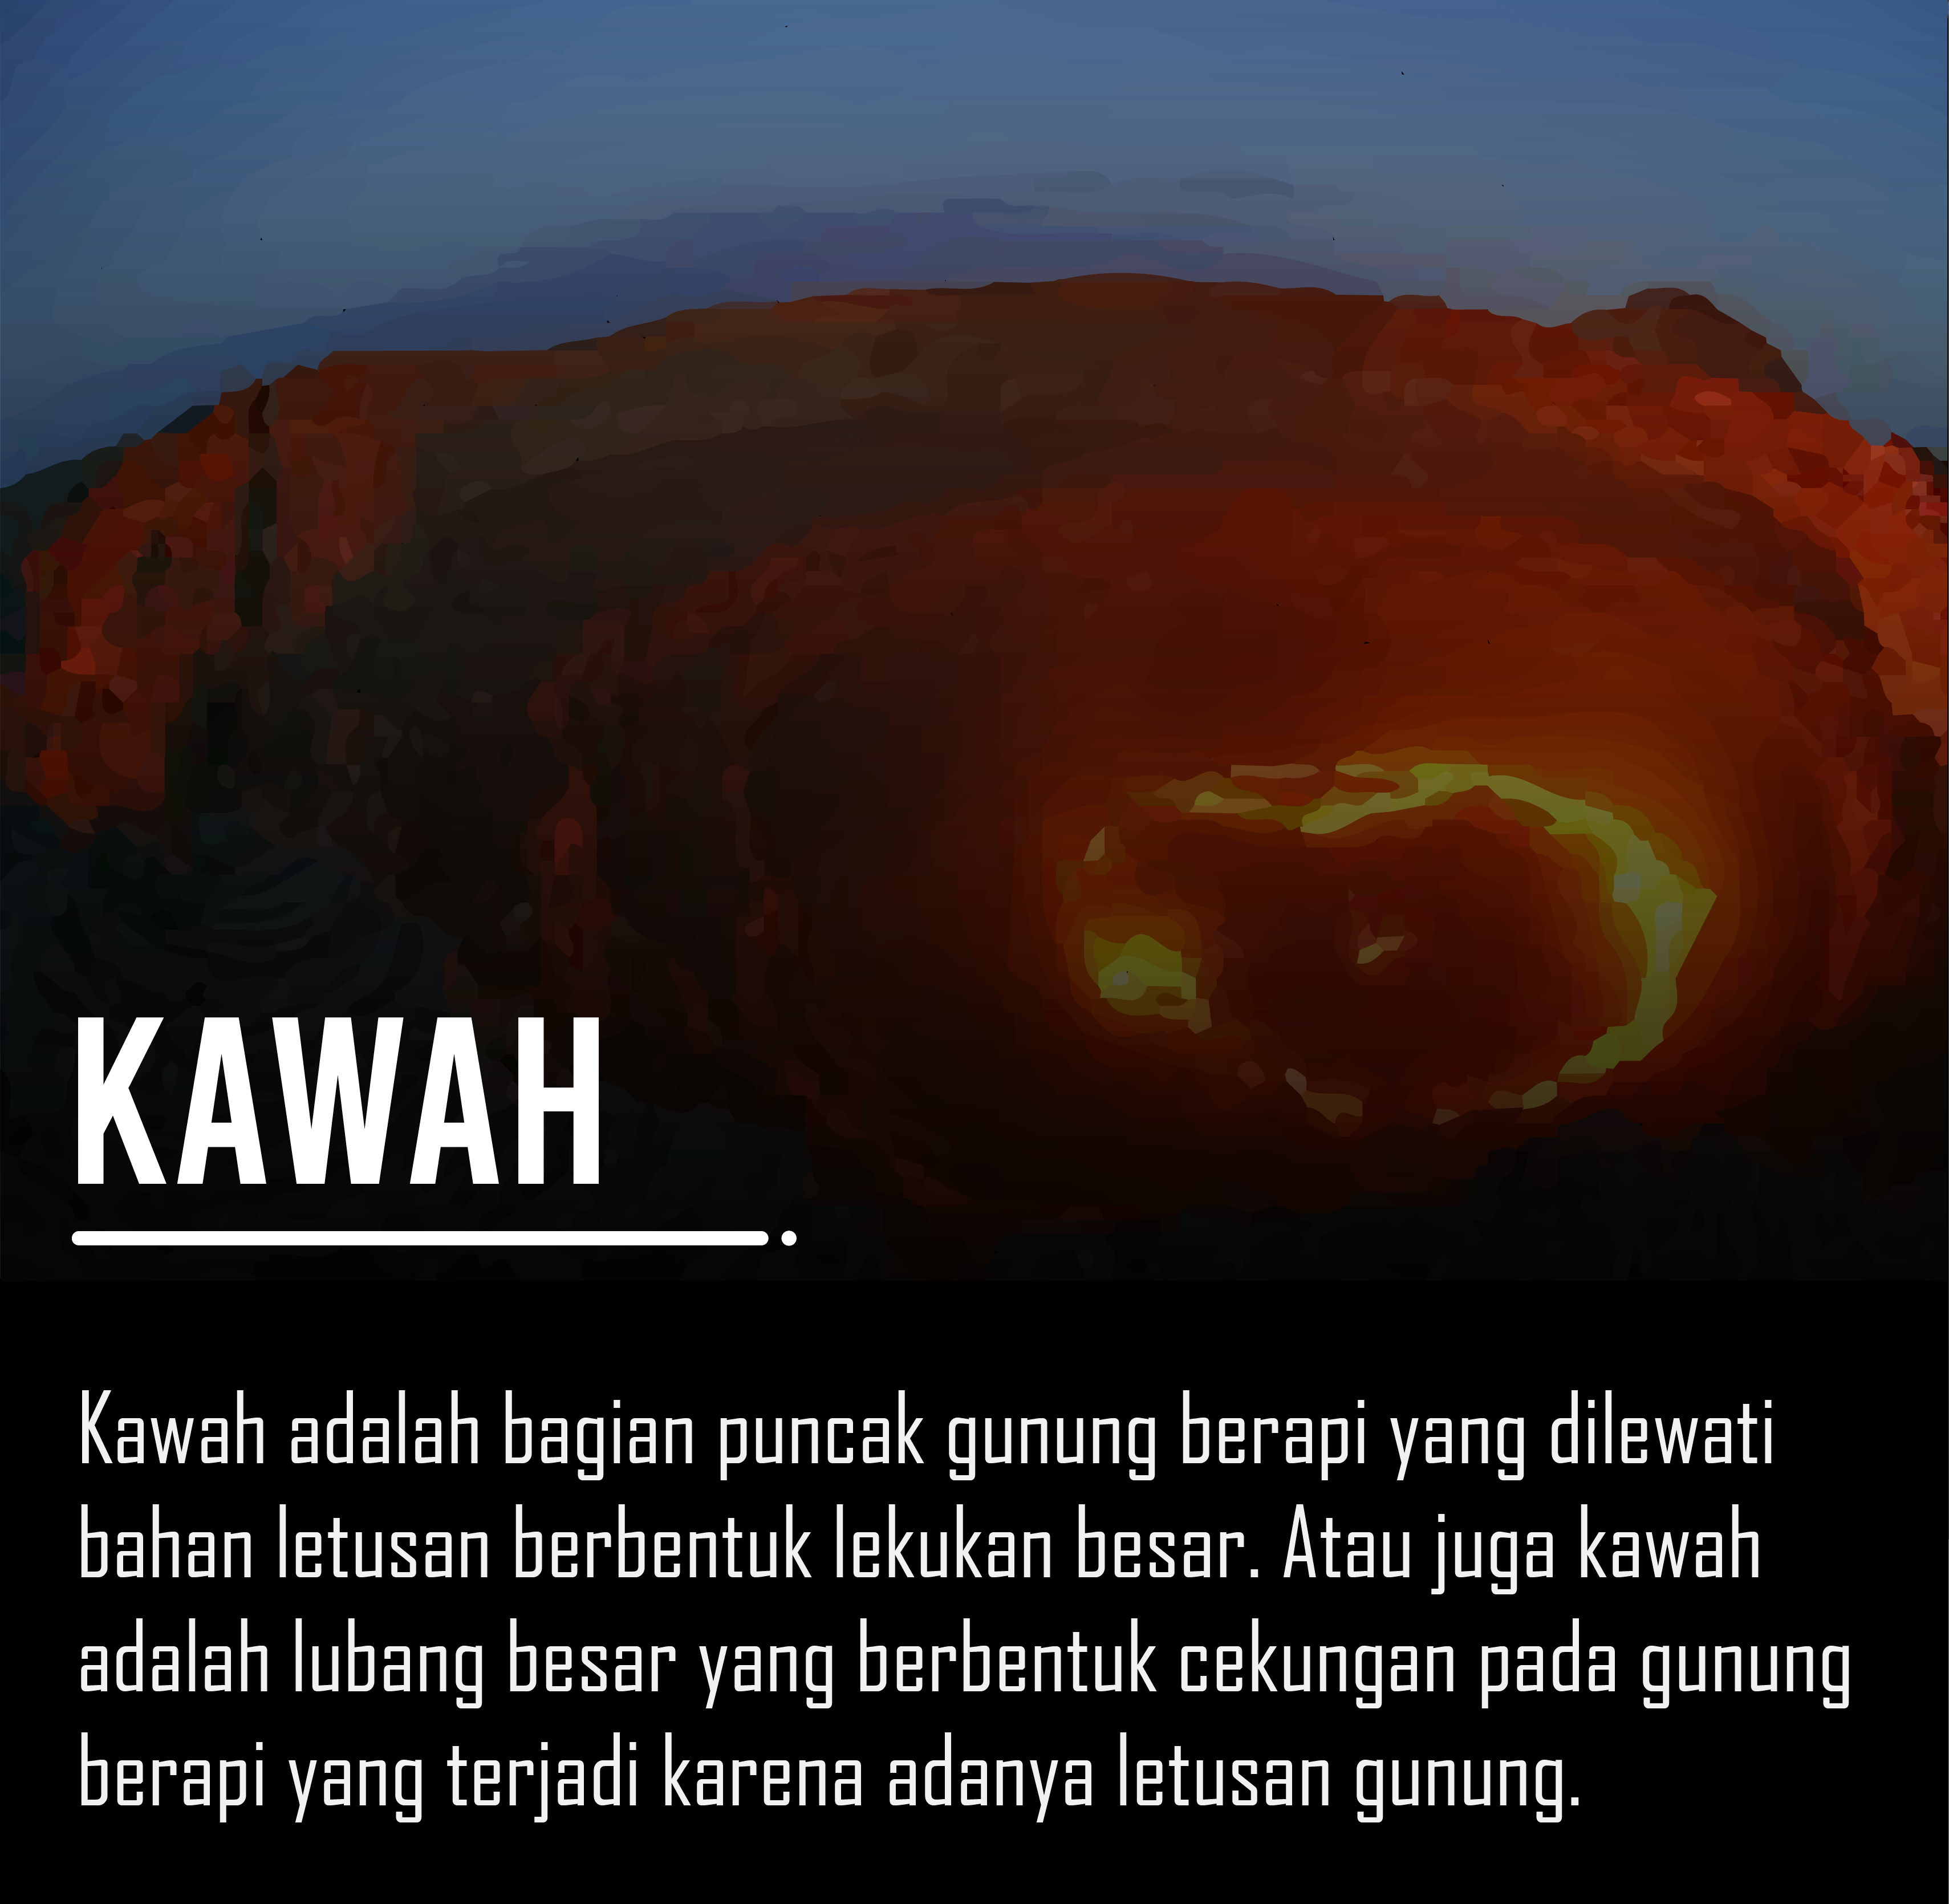 KAWAH
Kawah adalah bagian puncak gunung berapi yang dilewati
bahan letusan berbentuk lekukan besar. Atau juga kawah
adalah lubang besar yang berbentuk cekungan pada gunung
berapi yang terjadi karena adanya letusan gunung.